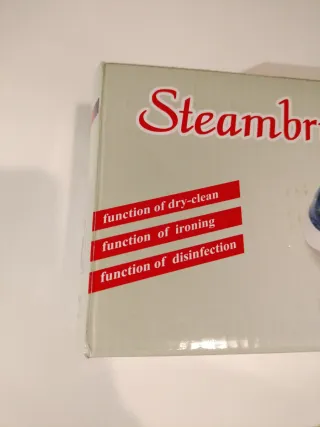 Steambr
function of dry-clean
function of ironing
function of disinfection